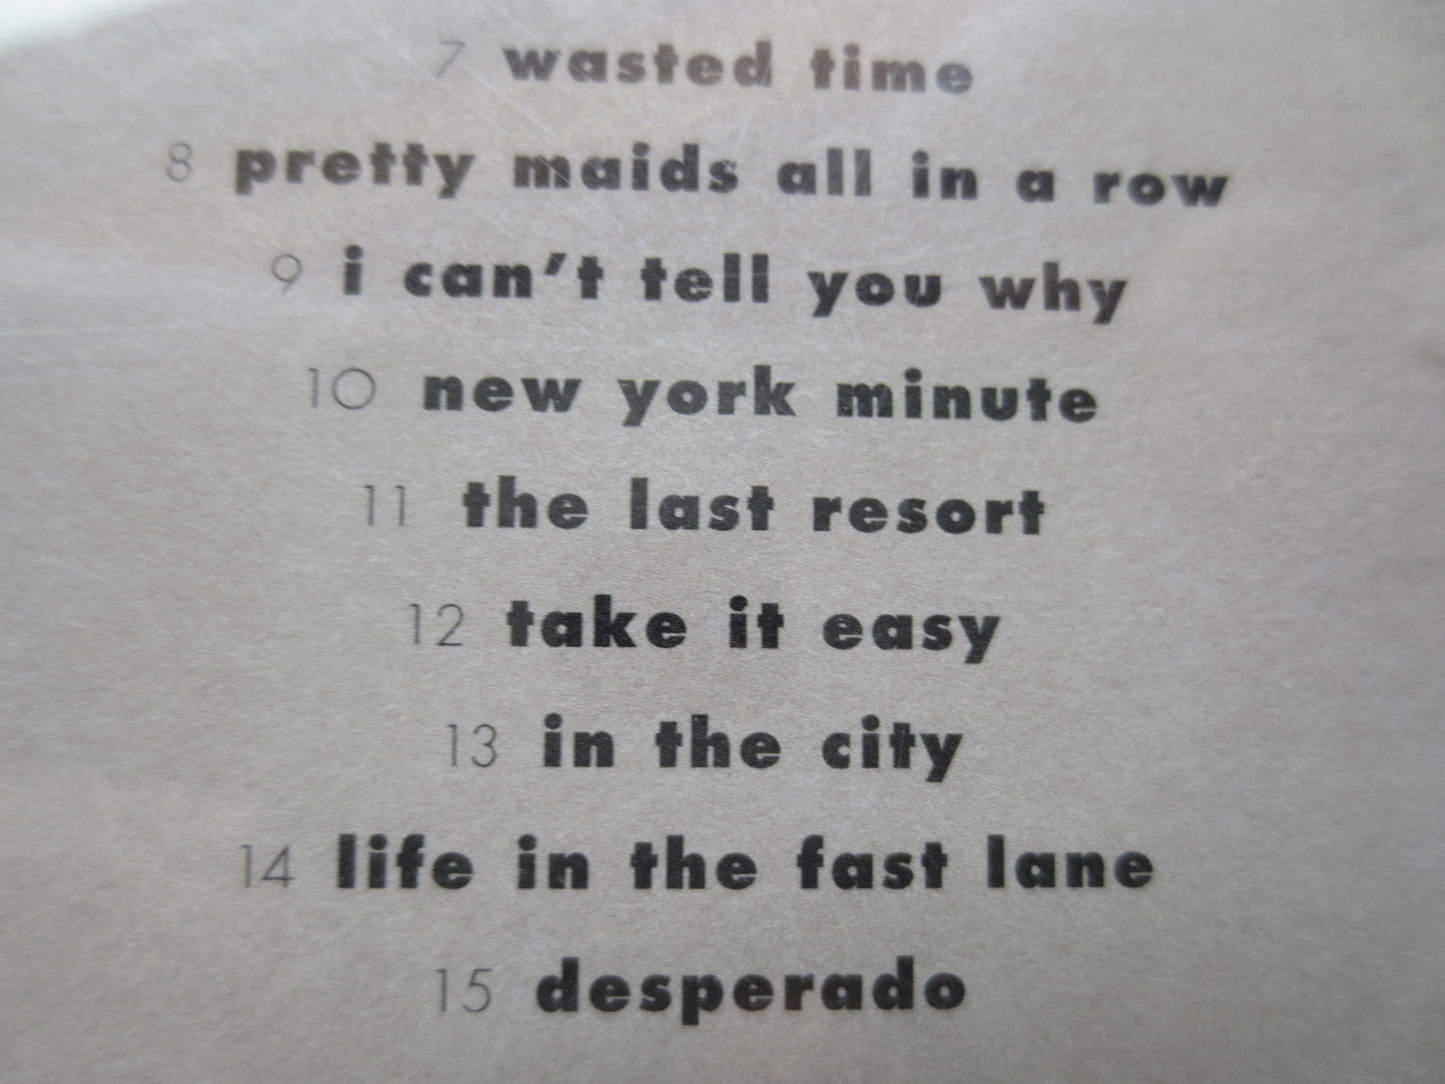 7 wasted time
8 pretty maids all in a row
9 i can't tell you why
10 new york minute
11 the last resort
12 take it easy
13 in the city
14 life in the fast lane
15 desperado